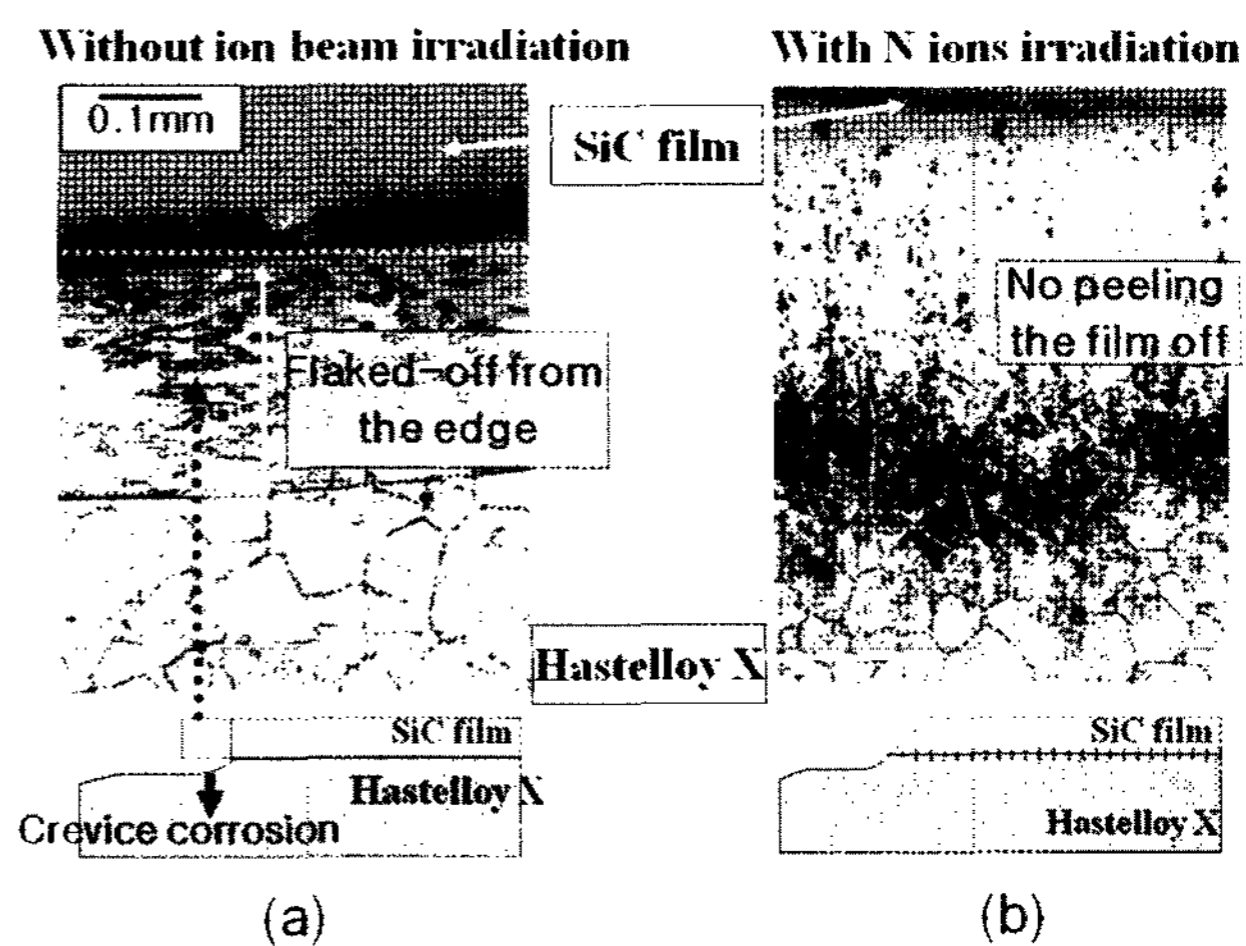 Without ion beam irradiation
With N ions irradiation
0.1mm
SiC film
No peeling
the film off
Flaked-off from
the edge
Hastelloy X
SiC film
Hastelloy X
Crevice corrosion
SiC film
Hastelloy X
(a)
(b)